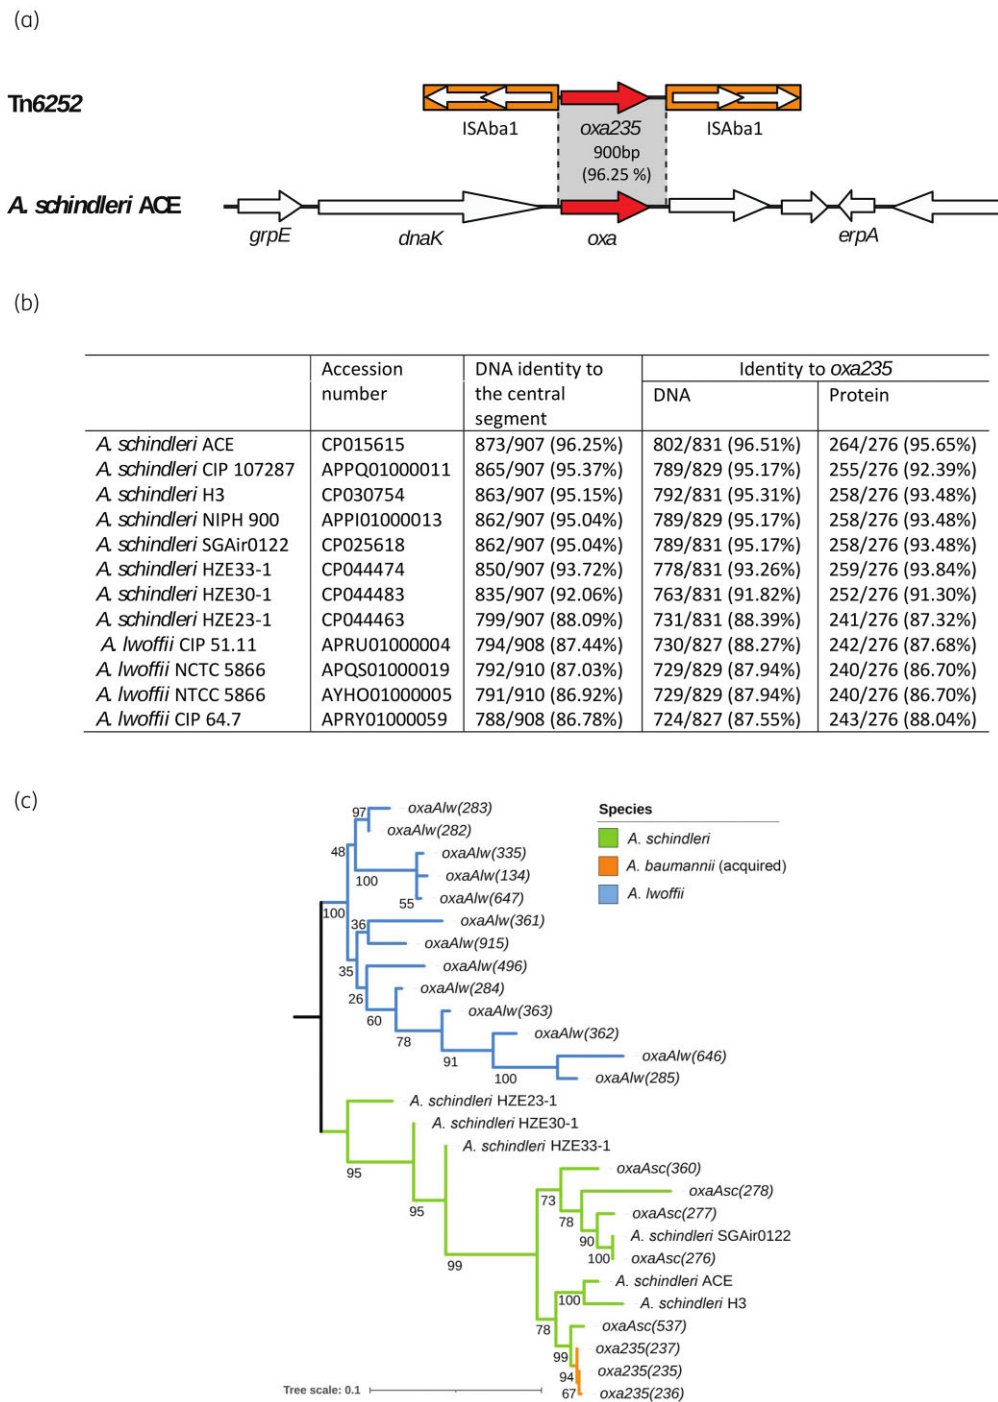 (a)
Tn6252
ISAba1
oxa235
ISAba1
900bp
(96.25 %)
A. schindleri ACE
grpE
dnaK
oxa
erpA
(b)
Accession number
DNA identity to the central segment
Identity to oxa235
DNA
Protein
A. schindleri ACE CP015615 873/907 (96.25%) 802/831 (96.51%) 264/276 (95.65%)
A. schindleri CIP 107287 APPQ01000011 865/907 (95.37%) 789/829 (95.17%) 255/276 (92.39%)
A. schindleri H3 CP030754 863/907 (95.15%) 792/831 (95.31%) 258/276 (93.48%)
A. schindleri NIPH 900 APPI01000013 862/907 (95.04%) 789/829 (95.17%) 258/276 (93.48%)
A. schindleri SGAir0122 CP025618 862/907 (95.04%) 789/831 (95.17%) 258/276 (93.48%)
A. schindleri HZE33-1 CP044474 850/907 (93.72%) 778/831 (93.26%) 259/276 (93.84%)
A. schindleri HZE30-1 CP044483 835/907 (92.06%) 763/831 (91.82%) 252/276 (91.30%)
A. schindleri HZE23-1 CP044463 799/907 (88.09%) 731/831 (88.39%) 241/276 (87.32%)
A. lwoffii CIP 51.11 APRU01000004 794/908 (87.44%) 730/827 (88.27%) 242/276 (87.68%)
A. lwoffii NCTC 5866 APQS01000019 792/910 (87.03%) 729/829 (87.94%) 240/276 (86.70%)
A. lwoffii NTCC 5866 AYHO01000005 791/910 (86.92%) 729/829 (87.94%) 240/276 (86.70%)
A. lwoffii CIP 64.7 APRY01000059 788/908 (86.78%) 724/827 (87.55%) 243/276 (88.04%)
(c)
Species
A. schindleri
A. baumannii (acquired)
A. lwoffii
97
oxaAlw(283)
oxaAlw(282)
48
oxaAlw(335)
100
oxaAlw(134)
55
oxaAlw(647)
100
36
oxaAlw(361)
oxaAlw(915)
35
oxaAlw(496)
26
oxaAlw(284)
60
oxaAlw(363)
78
oxaAlw(362)
91
oxaAlw(646)
100
oxaAlw(285)
A. schindleri HZE23-1
A. schindleri HZE30-1
A. schindleri HZE33-1
95
oxaAsc(360)
73
oxaAsc(278)
95
78
oxaAsc(277)
90
A. schindleri SGAir0122
100
oxaAsc(276)
99
A. schindleri ACE
100
A. schindleri H3
78
oxaAsc(537)
99
oxa235(237)
94
oxa235(235)
67
oxa235(236)
Tree scale: 0.1